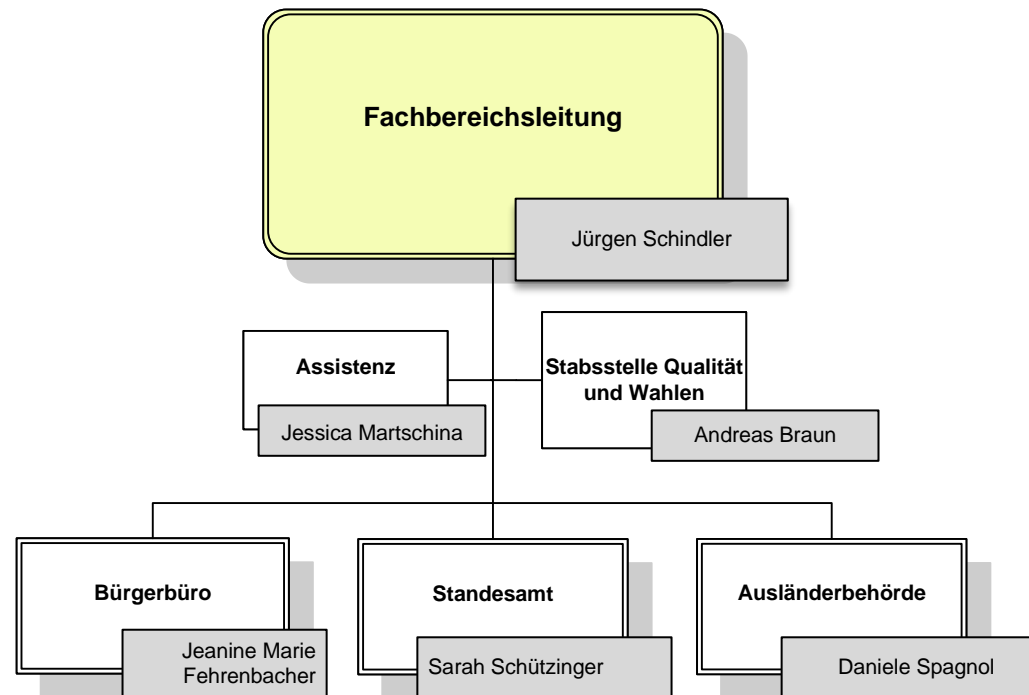 Fachbereichsleitung
Jürgen Schindler
Assistenz
Jessica Martschina
Stabsstelle Qualität
und Wahlen
Andreas Braun
Bürgerbüro
Jeanine Marie
Fehrenbacher
Standesamt
Sarah Schützinger
Ausländerbehörde
Daniele Spagnol